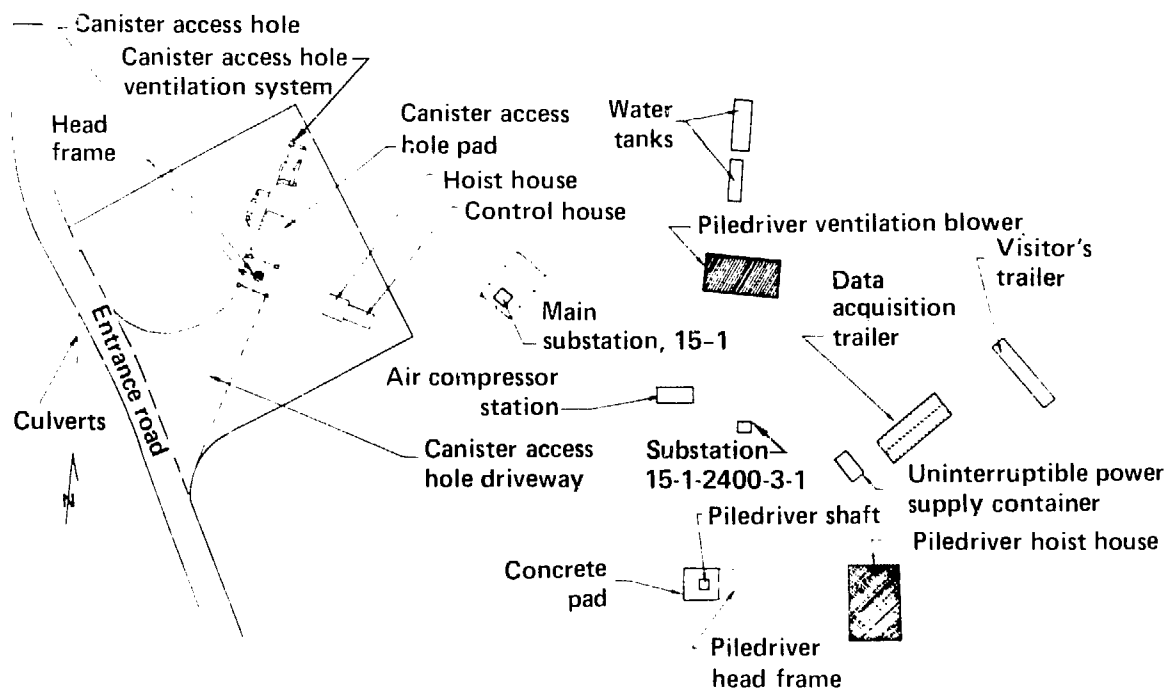 Canister access hole
Canister access hole
ventilation system
Head
frame
Canister access
hole pad
Hoist house
Control house
Water
tanks
Piledriver ventilation blower
Visitor's
trailer
Data
acquisition
trailer
Main
substation, 15-1
Entrance road
Air compressor
station
Culverts
Canister access
hole driveway
Substation
15-1-2400-3-1
Uninterruptible power
supply container
N
Piledriver shaft
Piledriver hoist house
Concrete
pad
Piledriver
head frame